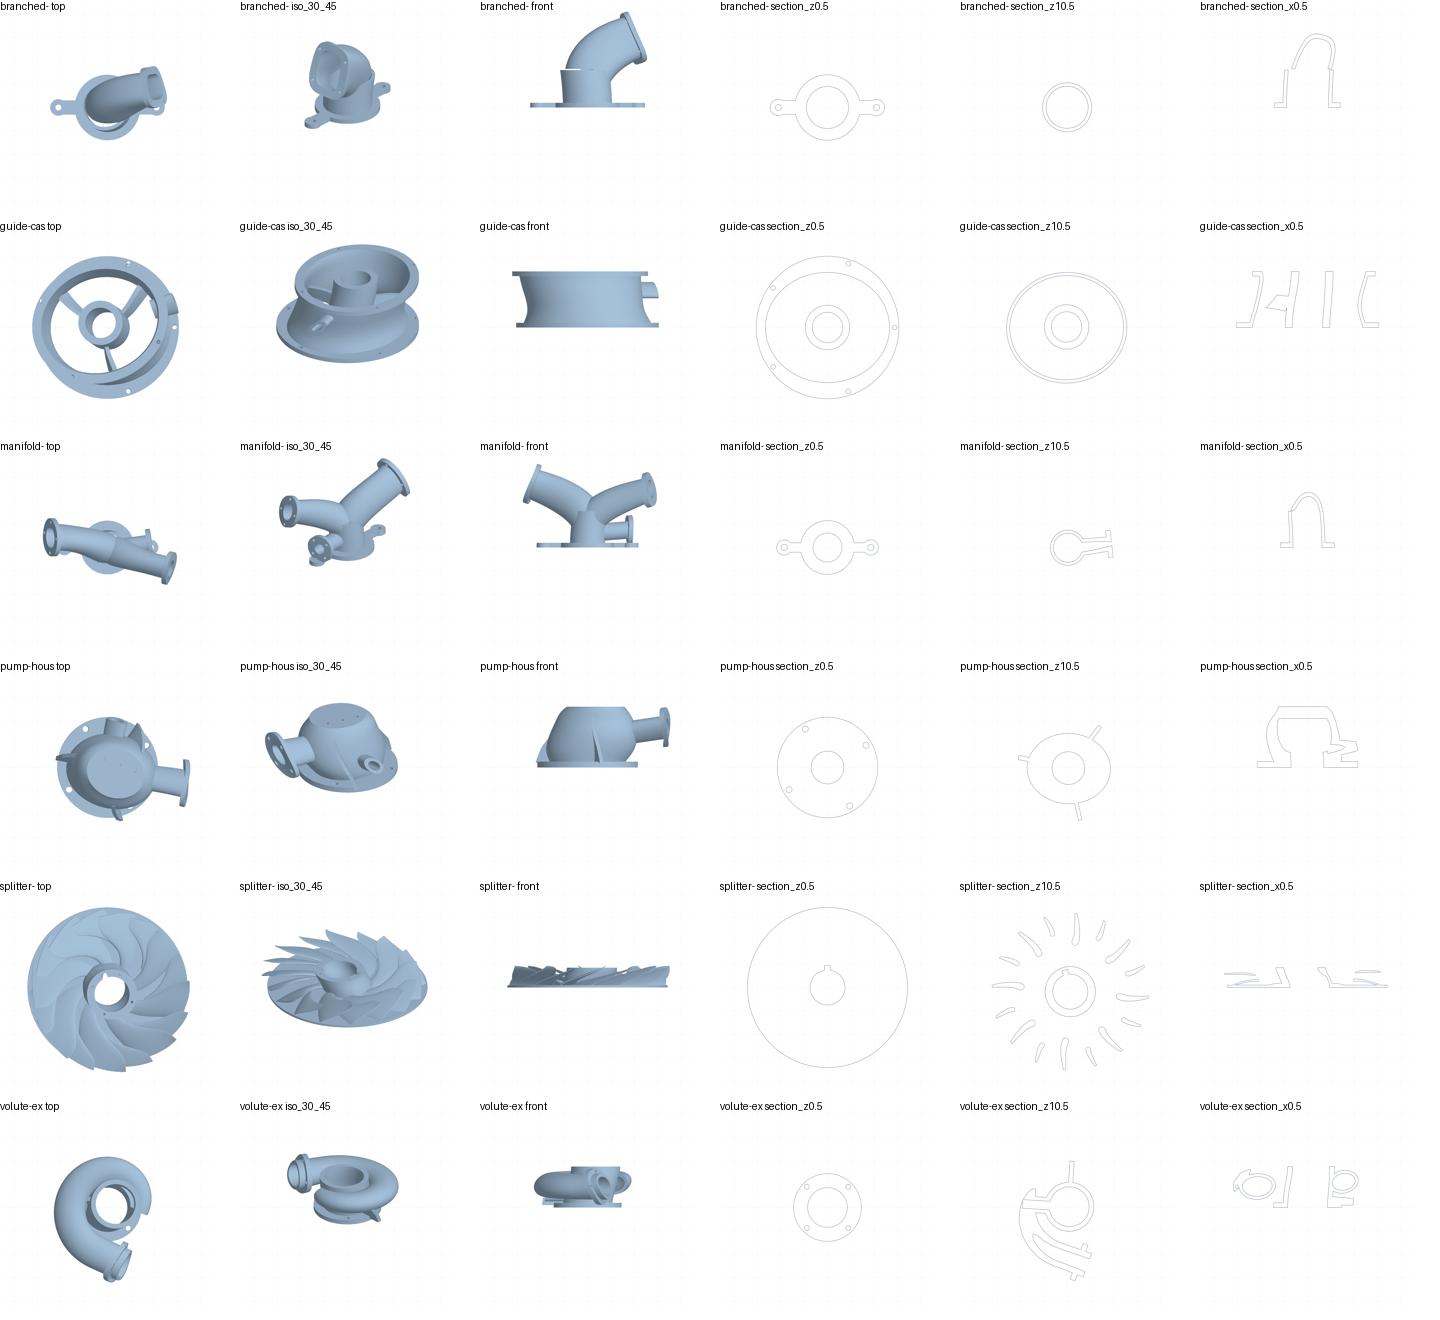 branched- top branched- iso_30_45 branched- front branched- section_z0.5 branched- section_z10.5 branched- section_x0.5
guide-cas top guide-cas iso_30_45 guide-cas front guide-cas section_z0.5 guide-cas section_z10.5 guide-cas section_x0.5
manifold- top manifold- iso_30_45 manifold- front manifold- section_z0.5 manifold- section_z10.5 manifold- section_x0.5
pump-hous top pump-hous iso_30_45 pump-hous front pump-hous section_z0.5 pump-hous section_z10.5 pump-hous section_x0.5
splitter- top splitter- iso_30_45 splitter- front splitter- section_z0.5 splitter- section_z10.5 splitter- section_x0.5
volute-ex top volute-ex iso_30_45 volute-ex front volute-ex section_z0.5 volute-ex section_z10.5 volute-ex section_x0.5